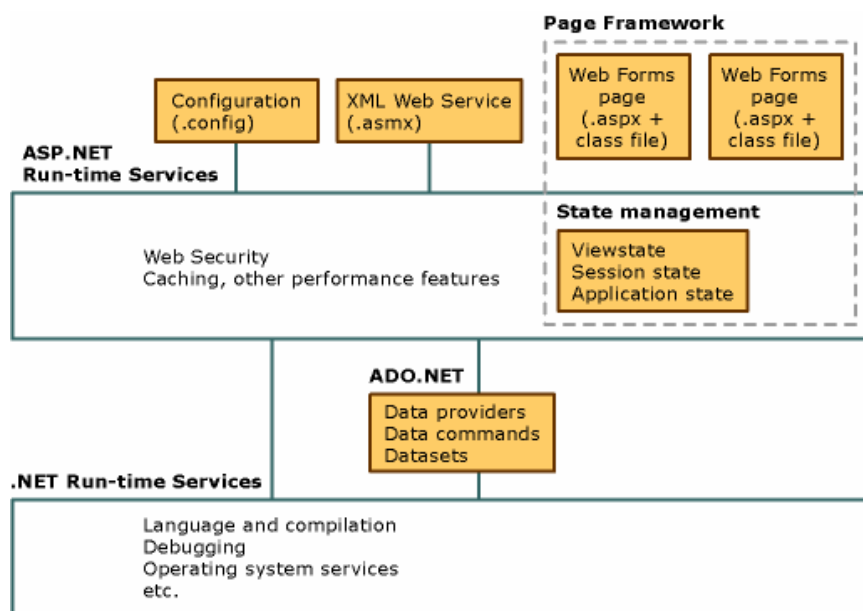 Page Framework
Configuration
(.config)
XML Web Service
(.asmx)
Web Forms
page
(.aspx +
class file)
Web Forms
page
(.aspx +
class file)
ASP.NET
Run-time Services
Web Security
Caching, other performance features
State management
Viewstate
Session state
Application state
ADO.NET
Data providers
Data commands
Datasets
.NET Run-time Services
Language and compilation
Debugging
Operating system services
etc.